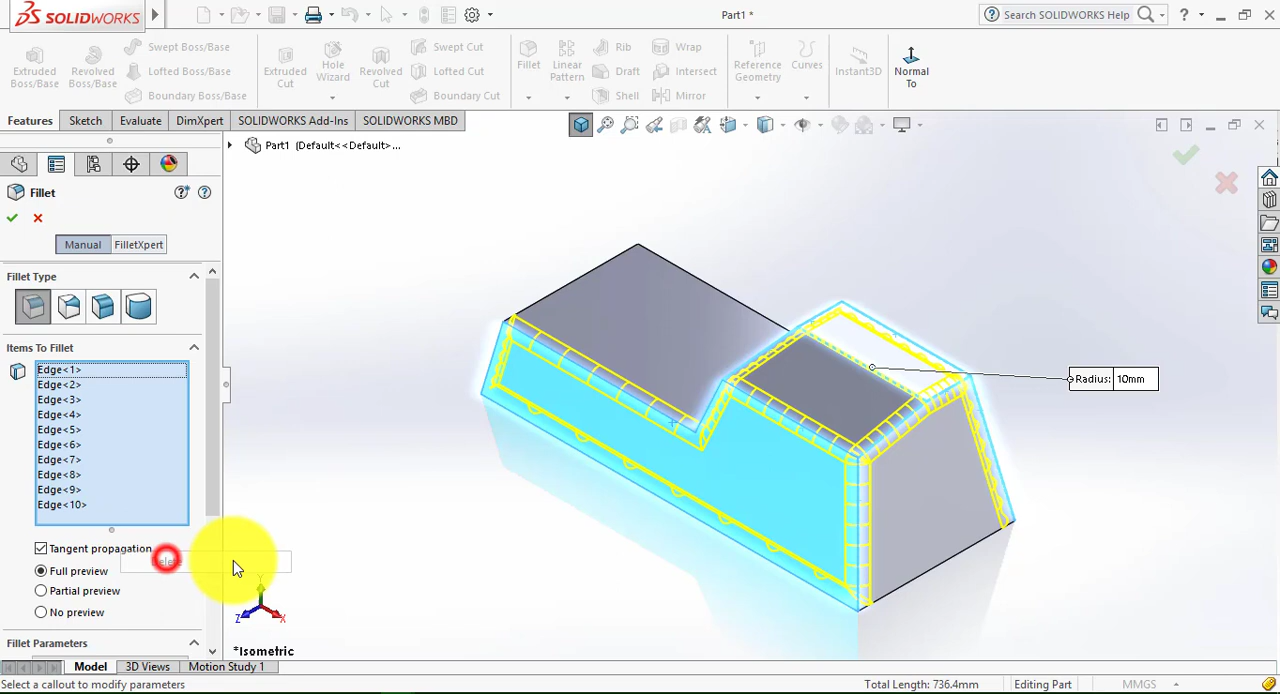 SOLIDWORKS
Part1 *
Search SOLIDWORKS Help
Extruded Boss/Base
Revolved Boss/Base
Swept Boss/Base
Lofted Boss/Base
Boundary Boss/Base
Extruded Cut
Hole Wizard
Revolved Cut
Swept Cut
Lofted Cut
Boundary Cut
Fillet
Linear Pattern
Rib
Draft
Shell
Wrap
Intersect
Mirror
Reference Geometry
Curves
Instant3D
Normal To
Features
Sketch
Evaluate
DimXpert
SOLIDWORKS Add-Ins
SOLIDWORKS MBD
Part1 (Default<<Default>...
Fillet
Manual
FilletXpert
Fillet Type
Items To Fillet
Edge<1>
Edge<2>
Edge<3>
Edge<4>
Edge<5>
Edge<6>
Edge<7>
Edge<8>
Edge<9>
Edge<10>
Tangent propagation
Full preview
Partial preview
No preview
Fillet Parameters
Radius: 10mm
Y
Z
X
*Isometric
Model
3D Views
Motion Study 1
Select a callout to modify parameters
Total Length: 736.4mm
Editing Part
MMGS